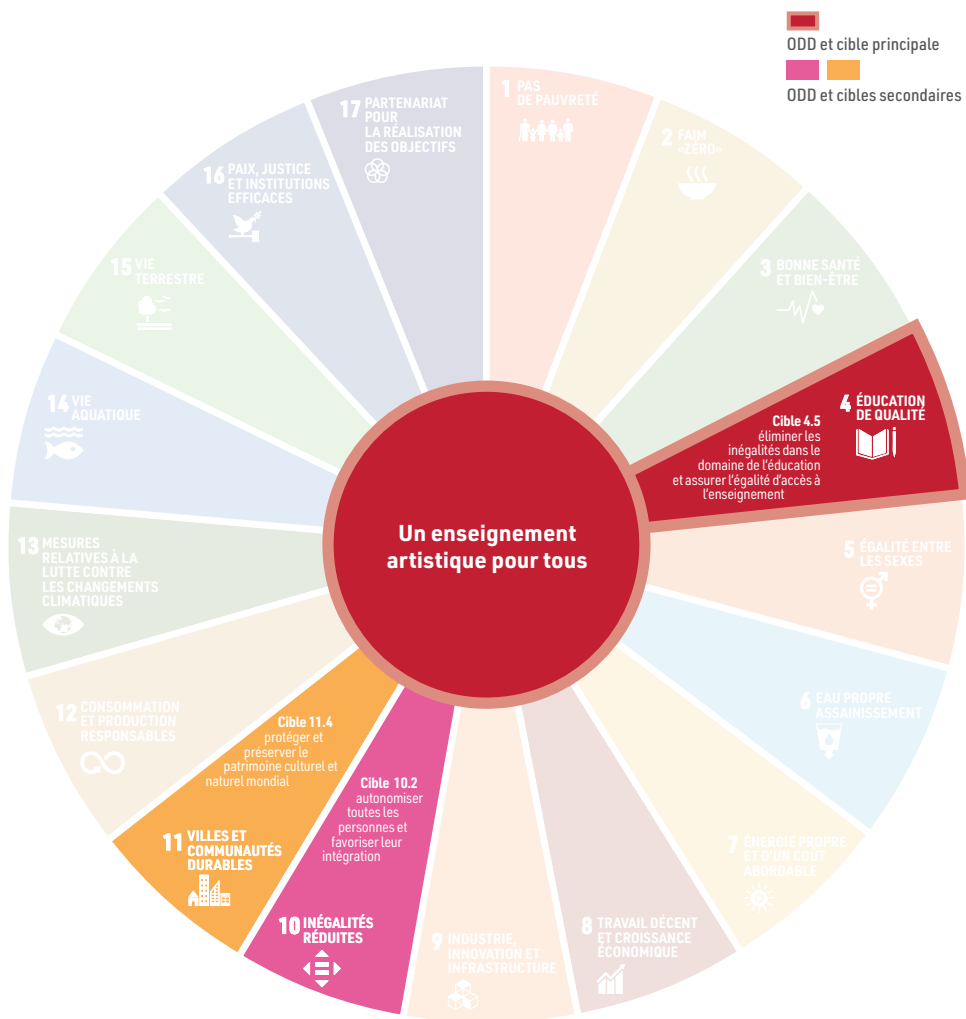 ODD et cible principale
ODD et cibles secondaires
1 PAS
DE PAUVRETÉ
2 FAIM
«ZÉRO»
3 BONNE SANTÉ
ET BIEN-ÊTRE
4 ÉDUCATION
DE QUALITÉ
Cible 4.5
éliminer les
inégalités dans le
domaine de l'éducation
et assurer l'égalité d'accès à
l'enseignement
5 ÉGALITÉ ENTRE
LES SEXES
6 EAU PROPRE
ASSAINISSEMENT
7 ÉNERGIE PROPRE
ET D'UN COÛT
ABORDABLE
8 TRAVAIL DÉCENT
ET CROISSANCE
ÉCONOMIQUE
9 INDUSTRIE,
INNOVATION ET
INFRASTRUCTURE
Cible 10.2
autonomiser
toutes les
personnes et
favoriser leur
intégration
10 INÉGALITÉS
RÉDUITES
Cible 11.4
protéger et
préserver le
patrimoine culturel et
naturel mondial
11 VILLES ET
COMMUNAUTÉS
DURABLES
12 CONSOMMATION
ET PRODUCTION
RESPONSABLES
13 MESURES
RELATIVES À LA
LUTTE CONTRE
LES CHANGEMENTS
CLIMATIQUES
14 VIE
AQUATIQUE
15 VIE
TERRESTRE
16 PAIX, JUSTICE
ET INSTITUTIONS
EFFICACES
17 PARTENARIAT
POUR
LA RÉALISATION
DES OBJECTIFS
Un enseignement
artistique pour tous